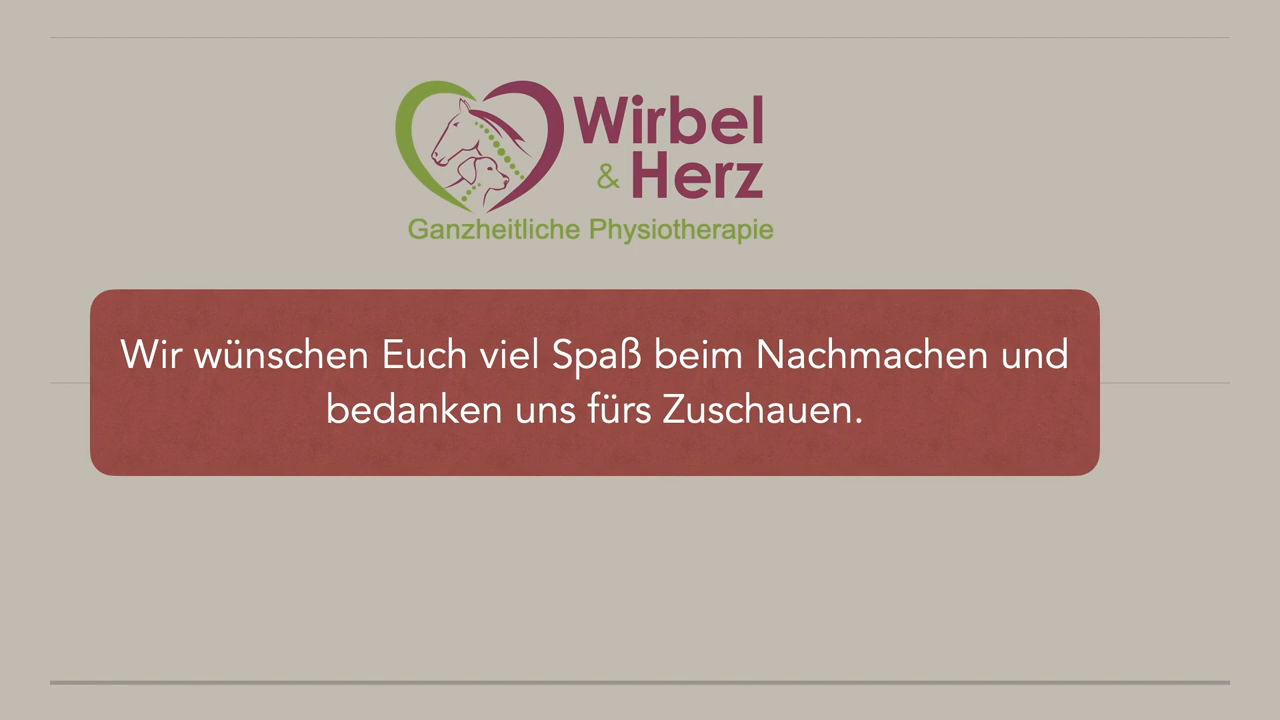 Wirbel
& Herz
Ganzheitliche Physiotherapie
Wir wünschen Euch viel Spaß beim Nachmachen und
bedanken uns fürs Zuschauen.